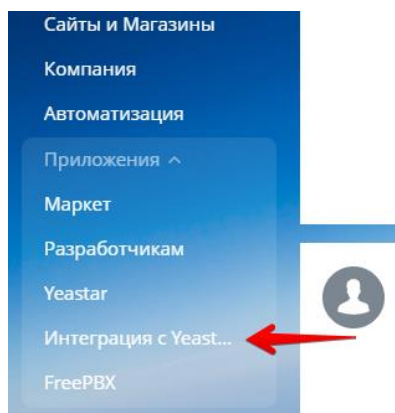 Сайты и Магазины
Компания
Автоматизация
Приложения
Маркет
Разработчикам
Yeastar
Интеграция с Yeast...
FreePBX